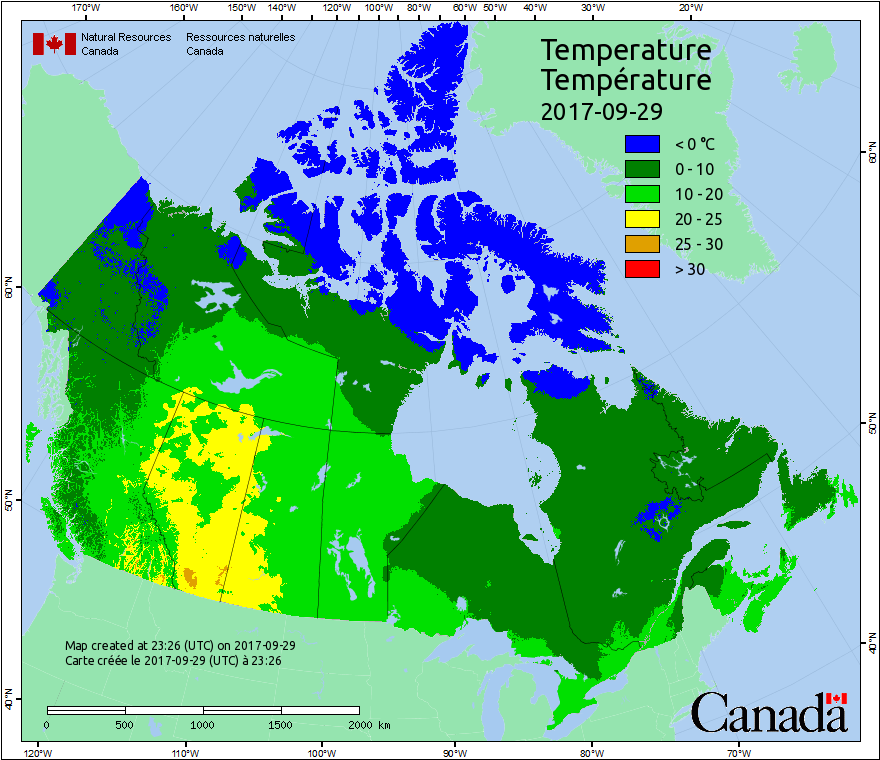 170°W 160°W 150°W 140°W 120°W 100°W 80°W 60°W 50°W 40°W 30°W 20°W
Natural Resources Ressources naturelles
Canada Canada
Temperature
Température
2017-09-29
< 0 °C
0 - 10
10 - 20
20 - 25
25 - 30
> 30
60°N 60°N
50°N 50°N
40°N 40°N
Map created at 23:26 (UTC) on 2017-09-29
Carte créée le 2017-09-29 (UTC) à 23:26
0 500 1000 1500 2000 km
Canada
120°W 110°W 100°W 90°W 80°W 70°W